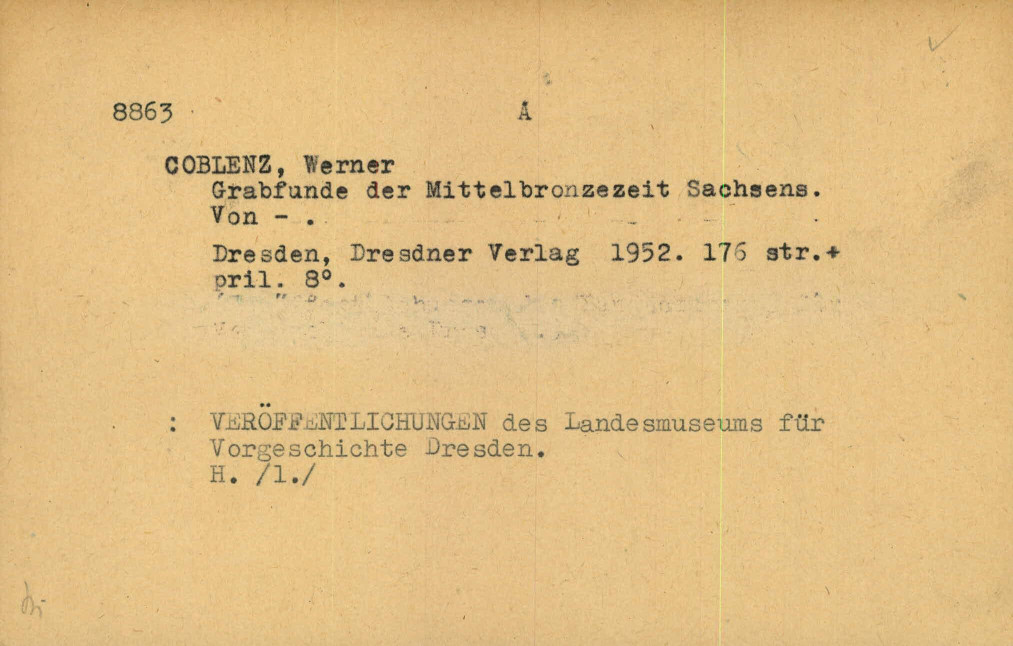 8863 A
COBLENZ, Werner
Grabfunde der Mittelbronzezeit Sachsens.
Von - .
Dresden, Dresdner Verlag 1952. 176 str.+
pril. 8°.
: VERÖFFENTLICHUNGEN des Landesmuseums für
Vorgeschichte Dresden.
H. /1./